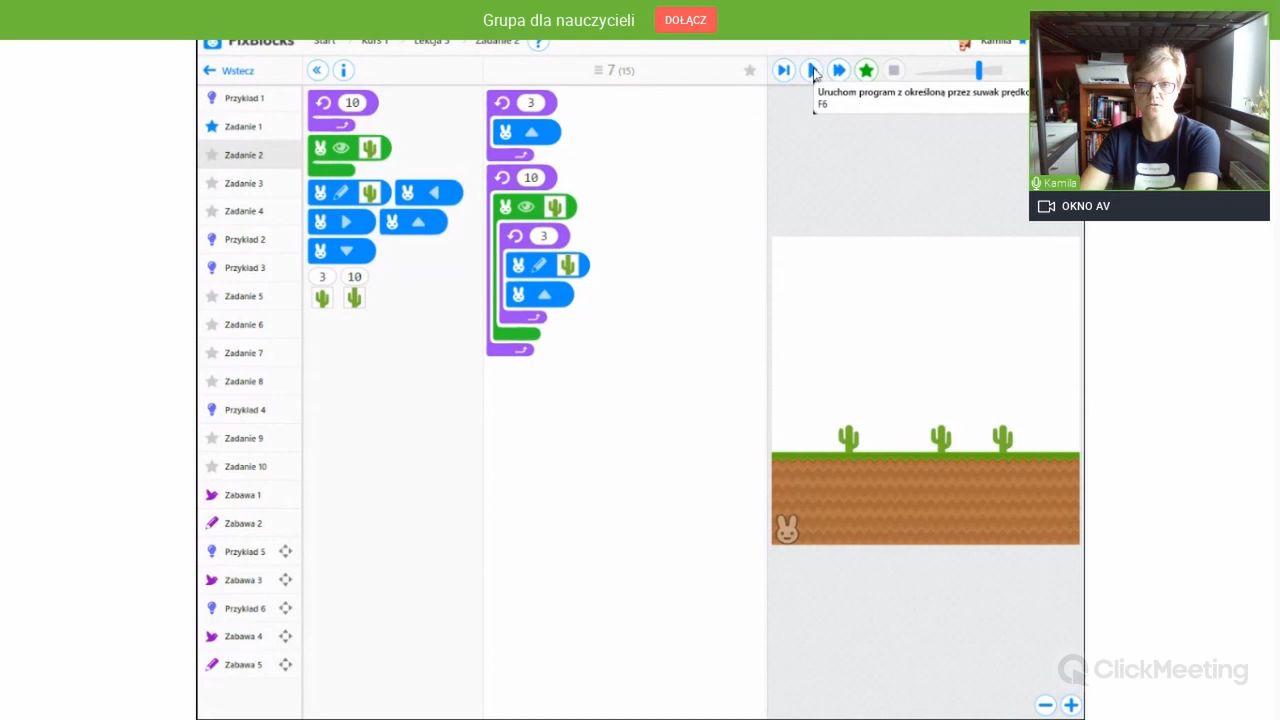 Grupa dla nauczycieli DOŁĄCZ
PixBlocks Start Kurs 1 Lekcja 3 Zadanie 2 ? Kamila
Wstecz
7 (15)
Uruchom program z określoną przez suwak prędko
F6
Przykład 1
Zadanie 1
Zadanie 2
Zadanie 3
Zadanie 4
Przykład 2
Przykład 3
Zadanie 5
Zadanie 6
Zadanie 7
Zadanie 8
Przykład 4
Zadanie 9
Zadanie 10
Zabawa 1
Zabawa 2
Przykład 5
Zabawa 3
Przykład 6
Zabawa 4
Zabawa 5
10
3 10
3
10
3
Kamila
OKNO AV
ClickMeeting